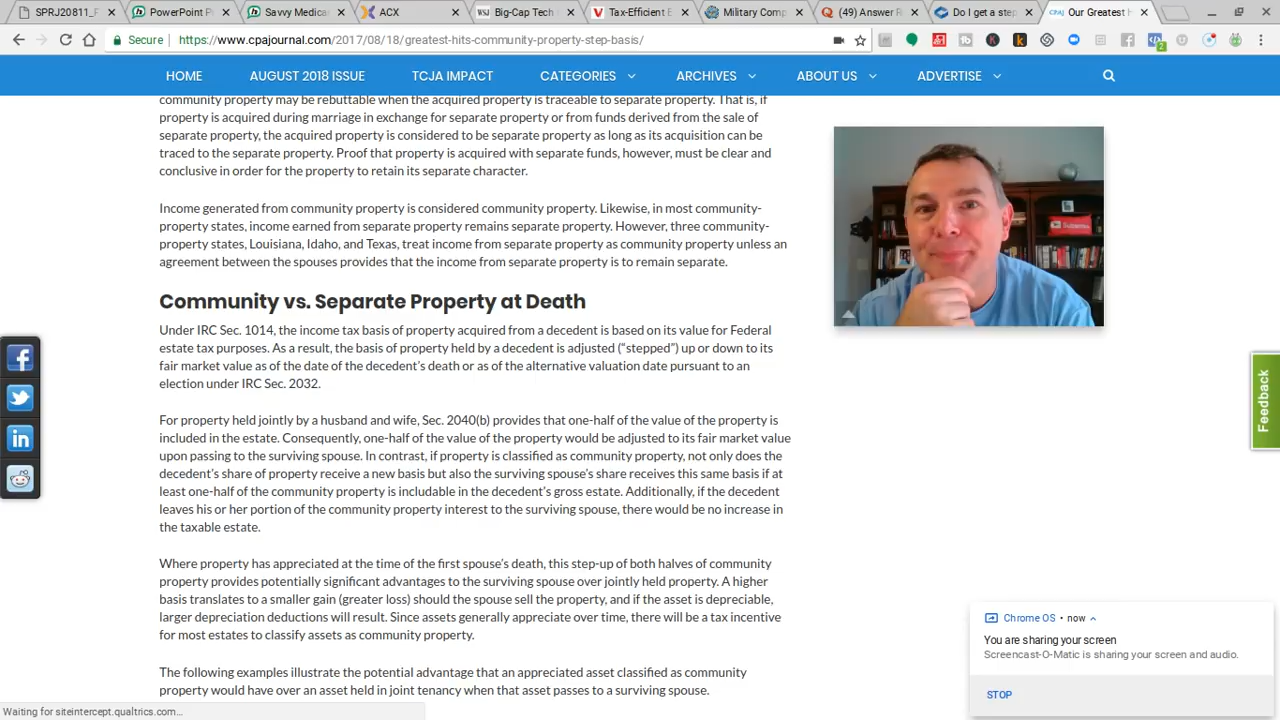 SPRJ20811_F
PowerPoint P
Savvy Medica
ACX
WSJ Big-Cap Tech
Tax-Efficient E
Military Comp
(49) Answer R
Do I get a step
CPAJ Our Greatest H
Secure https://www.cpajournal.com/2017/08/18/greatest-hits-community-property-step-basis/
2
HOME AUGUST 2018 ISSUE TCJA IMPACT CATEGORIES ARCHIVES ABOUT US ADVERTISE
community property may be rebuttable when the acquired property is traceable to separate property. That is, if
property is acquired during marriage in exchange for separate property or from funds derived from the sale of
separate property, the acquired property is considered to be separate property as long as its acquisition can be
traced to the separate property. Proof that property is acquired with separate funds, however, must be clear and
conclusive in order for the property to retain its separate character.
Income generated from community property is considered community property. Likewise, in most community-
property states, income earned from separate property remains separate property. However, three community-
property states, Louisiana, Idaho, and Texas, treat income from separate property as community property unless an
agreement between the spouses provides that the income from separate property is to remain separate.
Community vs. Separate Property at Death
Under IRC Sec. 1014, the income tax basis of property acquired from a decedent is based on its value for Federal
estate tax purposes. As a result, the basis of property held by a decedent is adjusted (“stepped”) up or down to its
fair market value as of the date of the decedent’s death or as of the alternative valuation date pursuant to an
election under IRC Sec. 2032.
For property held jointly by a husband and wife, Sec. 2040(b) provides that one-half of the value of the property is
included in the estate. Consequently, one-half of the value of the property would be adjusted to its fair market value
upon passing to the surviving spouse. In contrast, if property is classified as community property, not only does the
decedent’s share of property receive a new basis but also the surviving spouse’s share receives this same basis if at
least one-half of the community property is includable in the decedent’s gross estate. Additionally, if the decedent
leaves his or her portion of the community property interest to the surviving spouse, there would be no increase in
the taxable estate.
Where property has appreciated at the time of the first spouse’s death, this step-up of both halves of community
property provides potentially significant advantages to the surviving spouse over jointly held property. A higher
basis translates to a smaller gain (greater loss) should the spouse sell the property, and if the asset is depreciable,
larger depreciation deductions will result. Since assets generally appreciate over time, there will be a tax incentive
for most estates to classify assets as community property.
The following examples illustrate the potential advantage that an appreciated asset classified as community
property would have over an asset held in joint tenancy when that asset passes to a surviving spouse.
Feedback
Chrome OS • now
You are sharing your screen
Screencast-O-Matic is sharing your screen and audio.
STOP
Waiting for siteintercept.qualtrics.com...